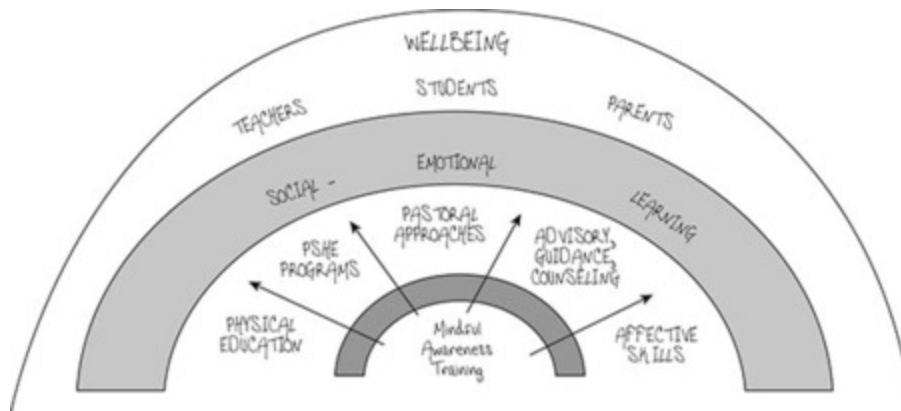 WELLBEING
STUDENTS
TEACHERS
PARENTS
EMOTIONAL
SOCIAL -
LEARNING
PASTORAL
APPROACHES
PSHE
PROGRAMS
ADVISORY,
GUIDANCE,
COUNSELING
PHYSICAL
EDUCATION
Mindful
Awareness
Training
AFFECTIVE
SKILLS